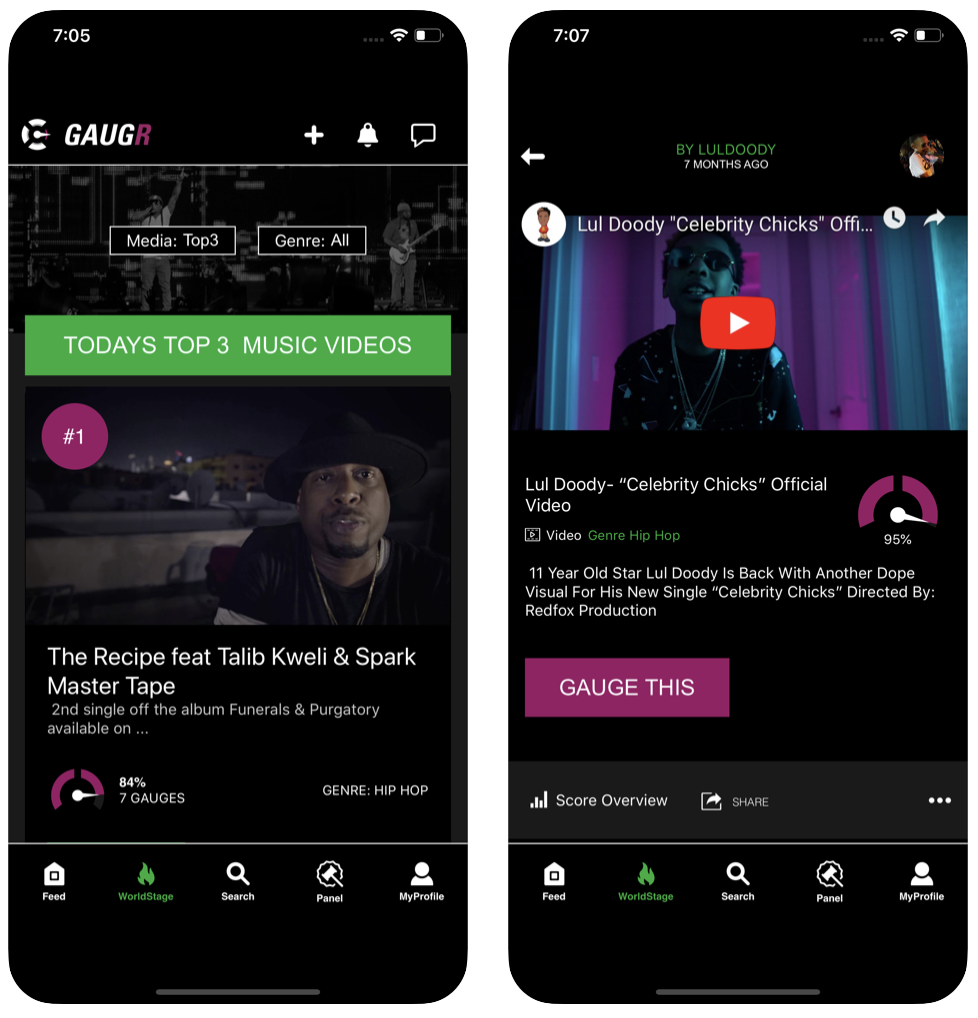 7:05
GAUGR
Media: Top3
Genre: All
TODAYS TOP 3 MUSIC VIDEOS
#1
The Recipe feat Talib Kweli & Spark
Master Tape
2nd single off the album Funerals & Purgatory
available on ...
84%
7 GAUGES
GENRE: HIP HOP
Feed
WorldStage
Search
Panel
MyProfile
7:07
BY LULDOODY
7 MONTHS AGO
Lul Doody "Celebrity Chicks" Offi...
Lul Doody- “Celebrity Chicks” Official
Video
Video Genre Hip Hop
95%
11 Year Old Star Lul Doody Is Back With Another Dope
Visual For His New Single “Celebrity Chicks” Directed By:
Redfox Production
GAUGE THIS
Score Overview
SHARE
Feed
WorldStage
Search
Panel
MyProfile